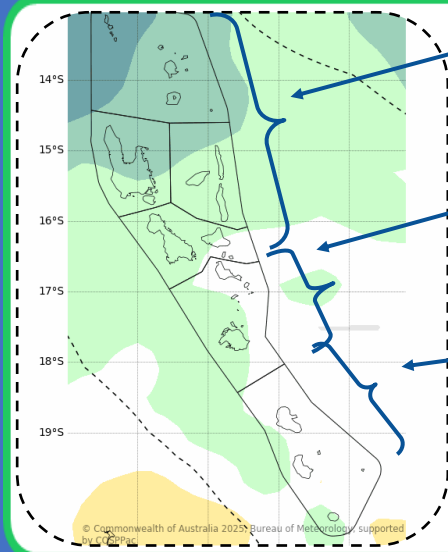 14°S
15°S
16°S
17°S
18°S
19°S
© Commonwealth of Australia 2025, Bureau of Meteorology, supported
by COSPPac